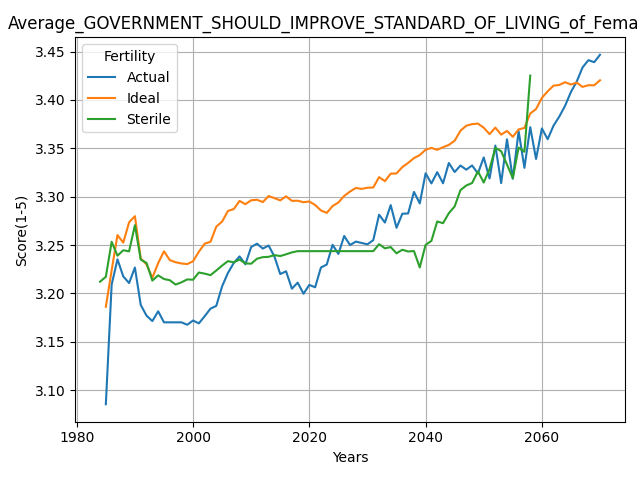 Average_GOVERNMENT_SHOULD_IMPROVE_STANDARD_OF_LIVING_of_Fema
Fertility
Actual
Ideal
Sterile
Score(1-5)
3.45
3.40
3.35
3.30
3.25
3.20
3.15
3.10
1980 2000 2020 2040 2060
Years